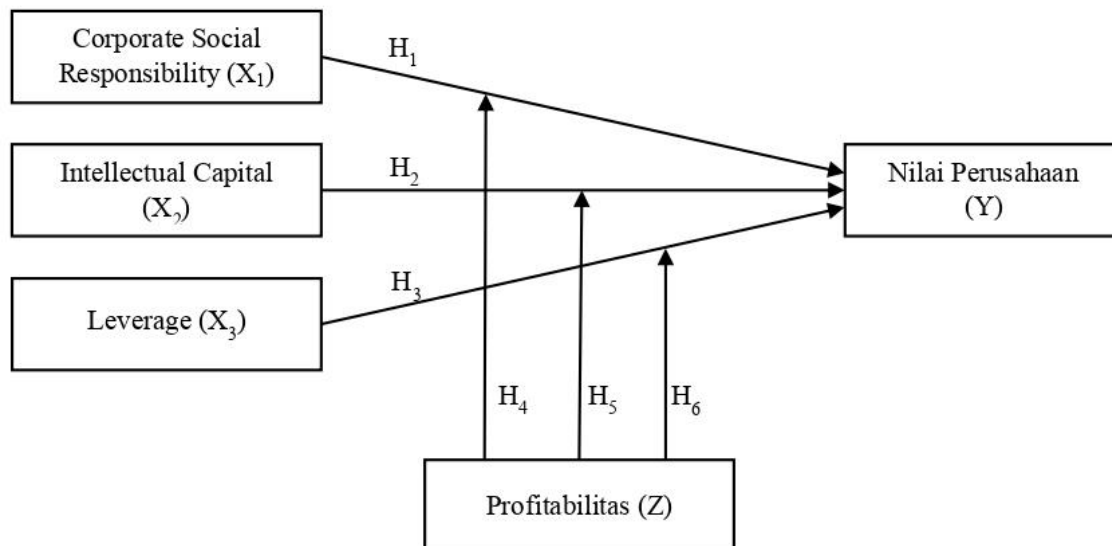 Corporate Social
Responsibility (X₁)
H₁
Intellectual Capital
(X₂)
H₂
Nilai Perusahaan
(Y)
Leverage (X₃)
H₃
H₄
H₅
H₆
Profitabilitas (Z)